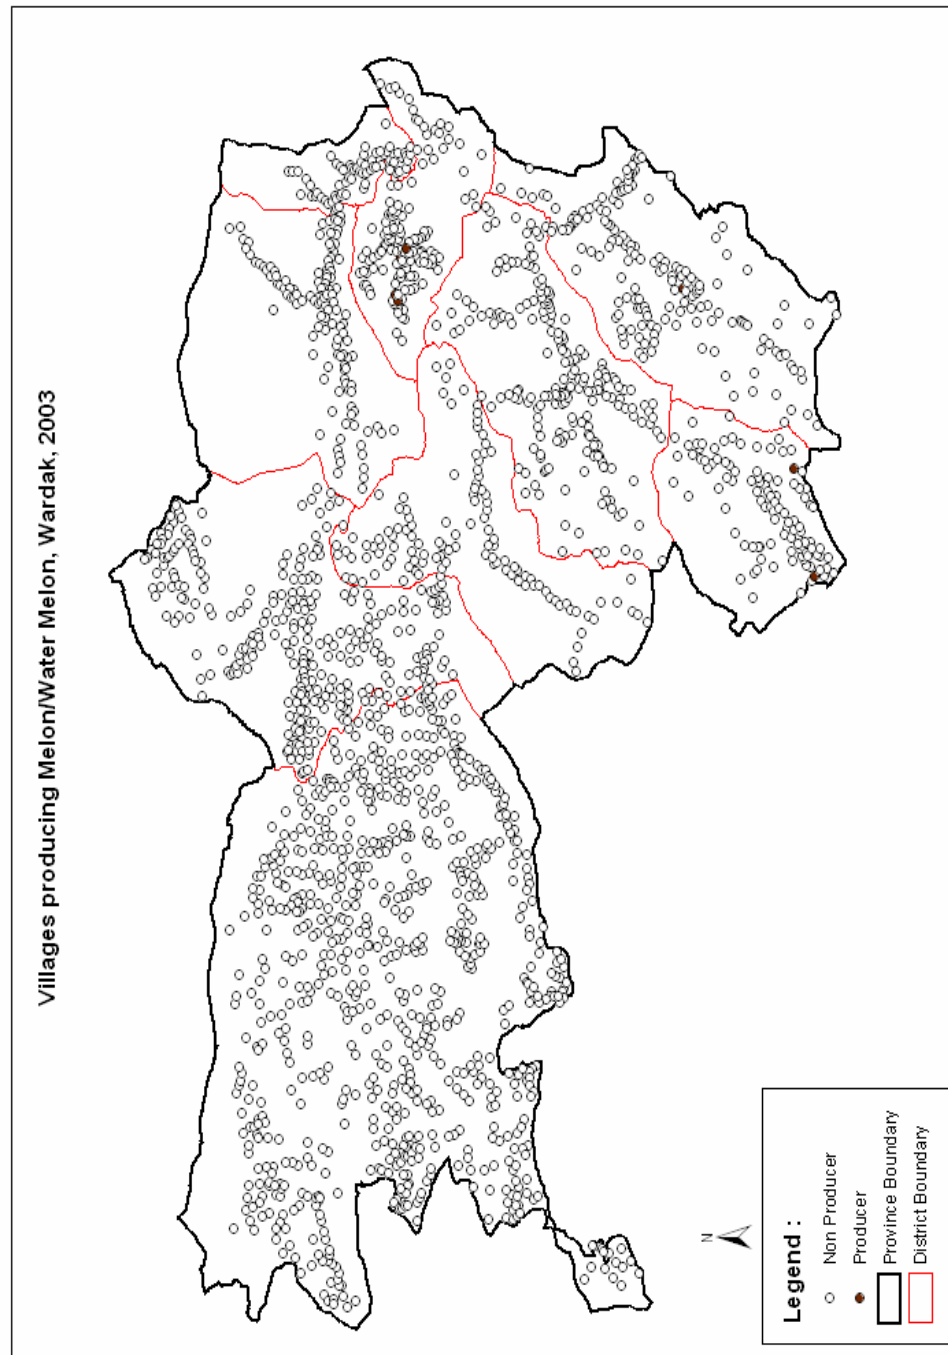 Villages producing Melon/Water Melon, Wardak, 2003
N
Legend :
Non Producer
Producer
Province Boundary
District Boundary